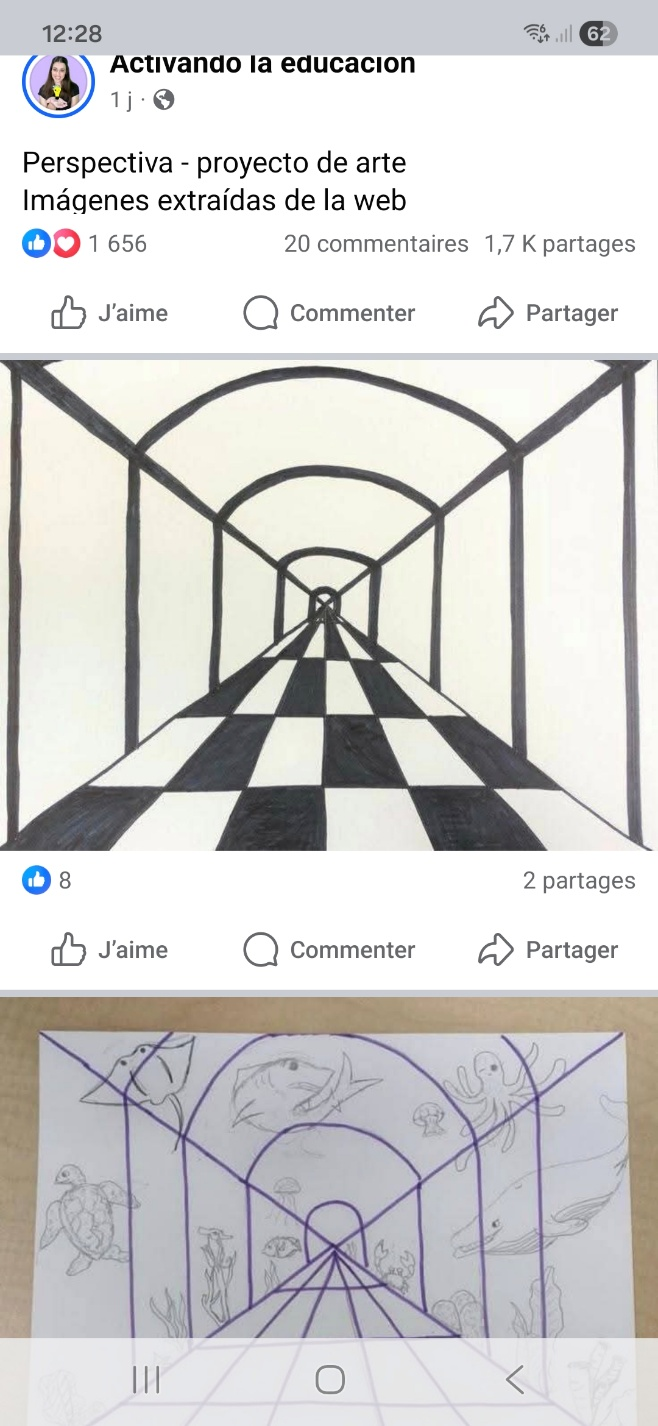 12:28
62
Activando la educación
1 j ·
Perspectiva - proyecto de arte
Imágenes extraídas de la web
1 656
20 commentaires 1,7 K partages
J'aime
Commenter
Partager
8
2 partages
J'aime
Commenter
Partager